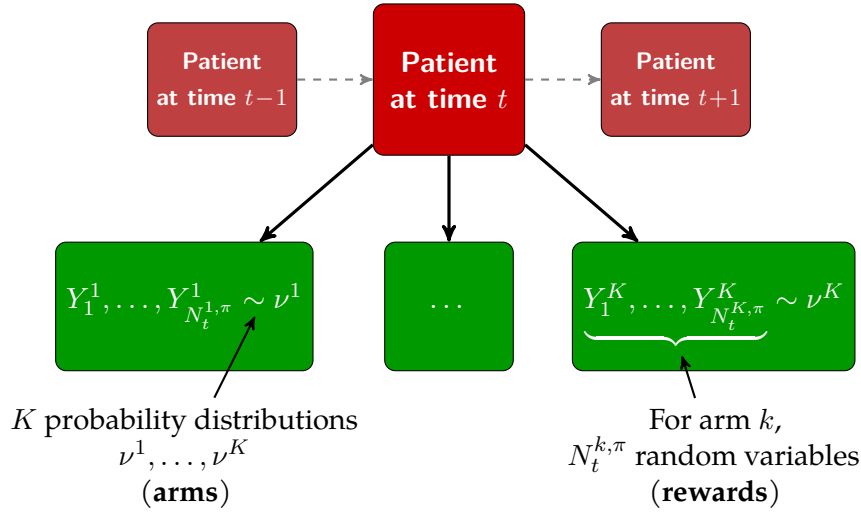 Patient
at time t−1
Patient
at time t
Patient
at time t+1
Y_1^1, . . . , Y_{N_t^{1,π}}^1 ∼ ν^1
. . .
Y_1^K, . . . , Y_{N_t^{K,π}}^K ∼ ν^K
K probability distributions
ν^1, . . . , ν^K
(arms)
For arm k,
N_t^{k,π} random variables
(rewards)